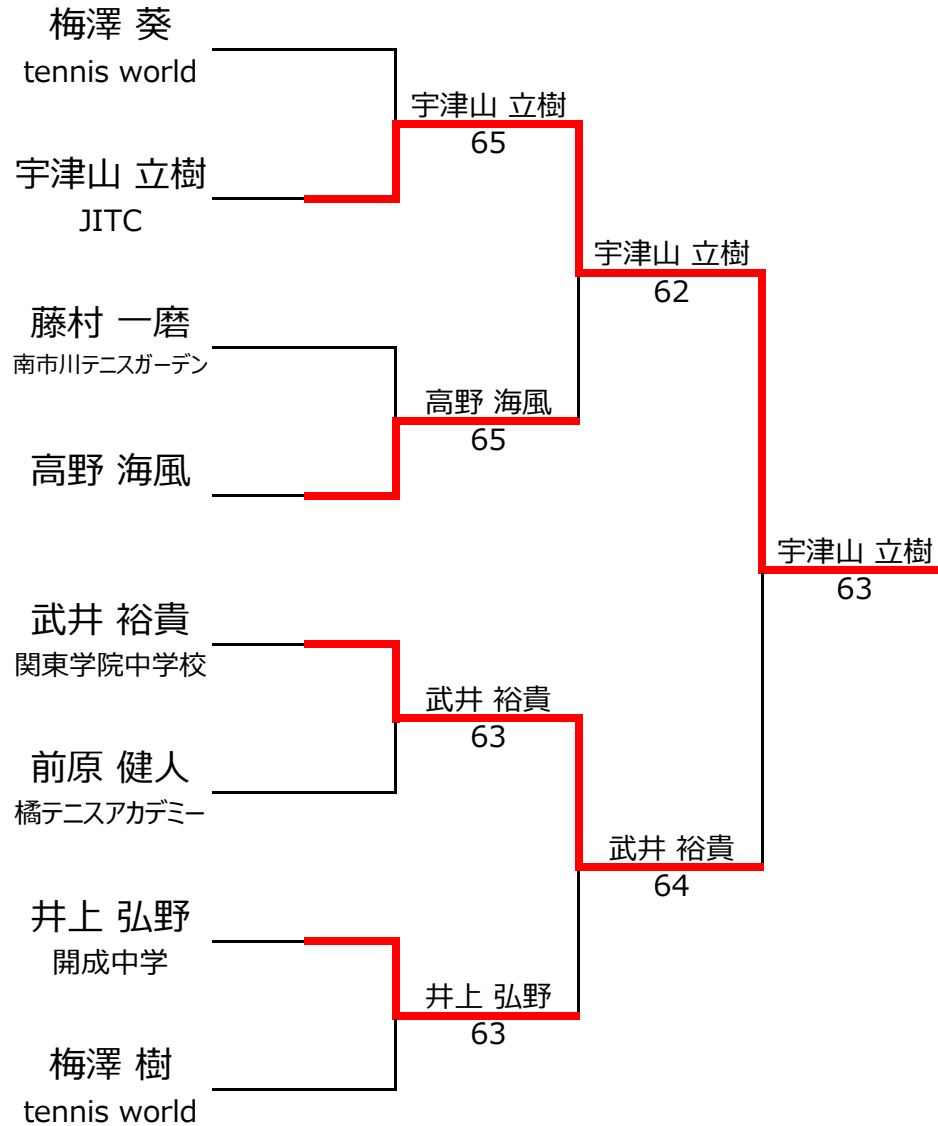 梅澤 葵
tennis world
宇津山 立樹
65
宇津山 立樹
JITC
宇津山 立樹
62
藤村 一磨
南市川テニスガーデン
高野 海風
65
高野 海風
宇津山 立樹
63
武井 裕貴
関東学院中学校
武井 裕貴
63
前原 健人
橘テニスアカデミー
武井 裕貴
64
井上 弘野
開成中学
井上 弘野
63
梅澤 樹
tennis world